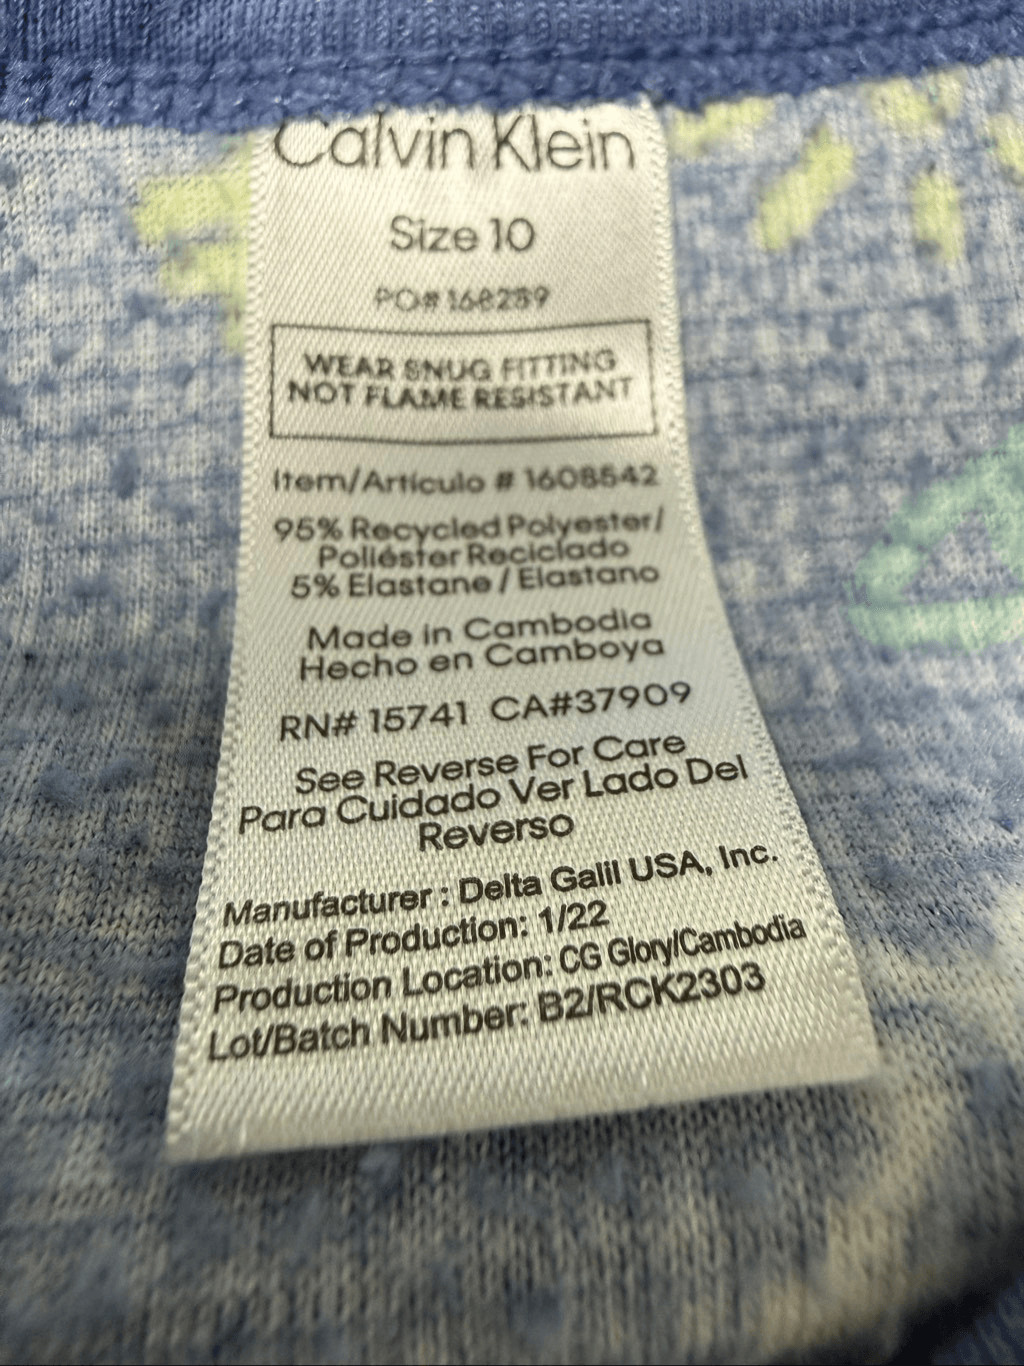 Calvin Klein
Size 10
PO# 168289
WEAR SNUG FITTING
NOT FLAME RESISTANT
Item/Artículo # 1608542
95% Recycled Polyester/
Poliéster Reciclado
5% Elastane / Elastano
Made in Cambodia
Hecho en Camboya
RN# 15741 CA#37909
See Reverse For Care
Para Cuidado Ver Lado Del
Reverso
Manufacturer : Delta Galil USA, Inc.
Date of Production: 1/22
Production Location: CG Glory/Cambodia
Lot/Batch Number: B2/RCK2303